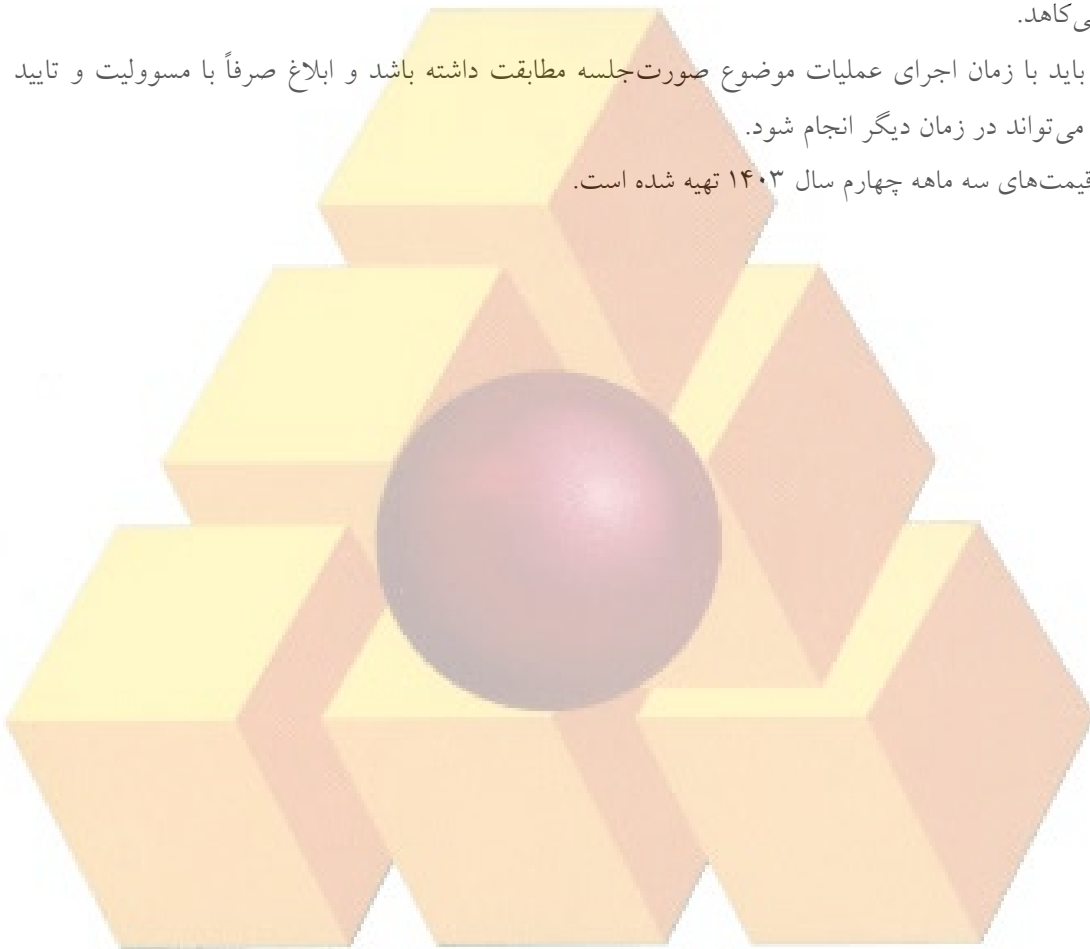 ی‌کاهد.
باید با زمان اجرای عملیات موضوع صورت‌جلسه مطابقت داشته باشد و ابلاغ صرفاً با مسوولیت و تایید
می‌تواند در زمان دیگر انجام شود.
قیمت‌های سه ماهه چهارم سال ۱۴۰۳ تهیه شده است.